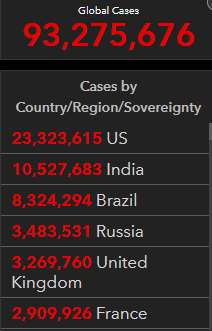 Global Cases
93,275,676
Cases by
Country/Region/Sovereignty
23,323,615 US
10,527,683 India
8,324,294 Brazil
3,483,531 Russia
3,269,760 United
Kingdom
2,909,926 France